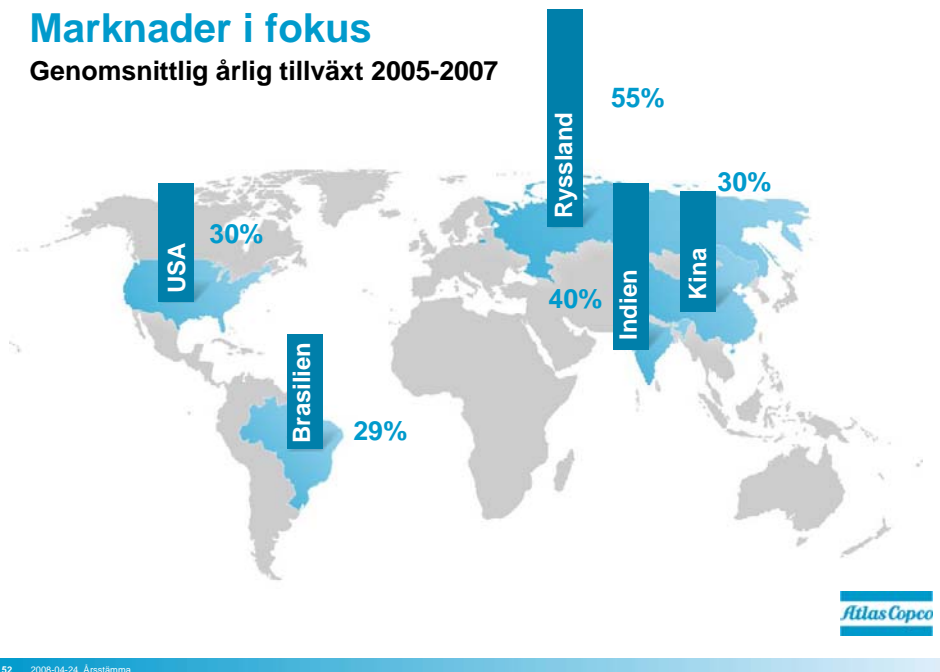 Marknader i fokus
Genomsnittlig årlig tillväxt 2005-2007
Ryssland
55%
USA
30%
Indien
40%
Kina
30%
Brasilien
29%
Atlas Copco
52 2008-04-24 Årsstämma